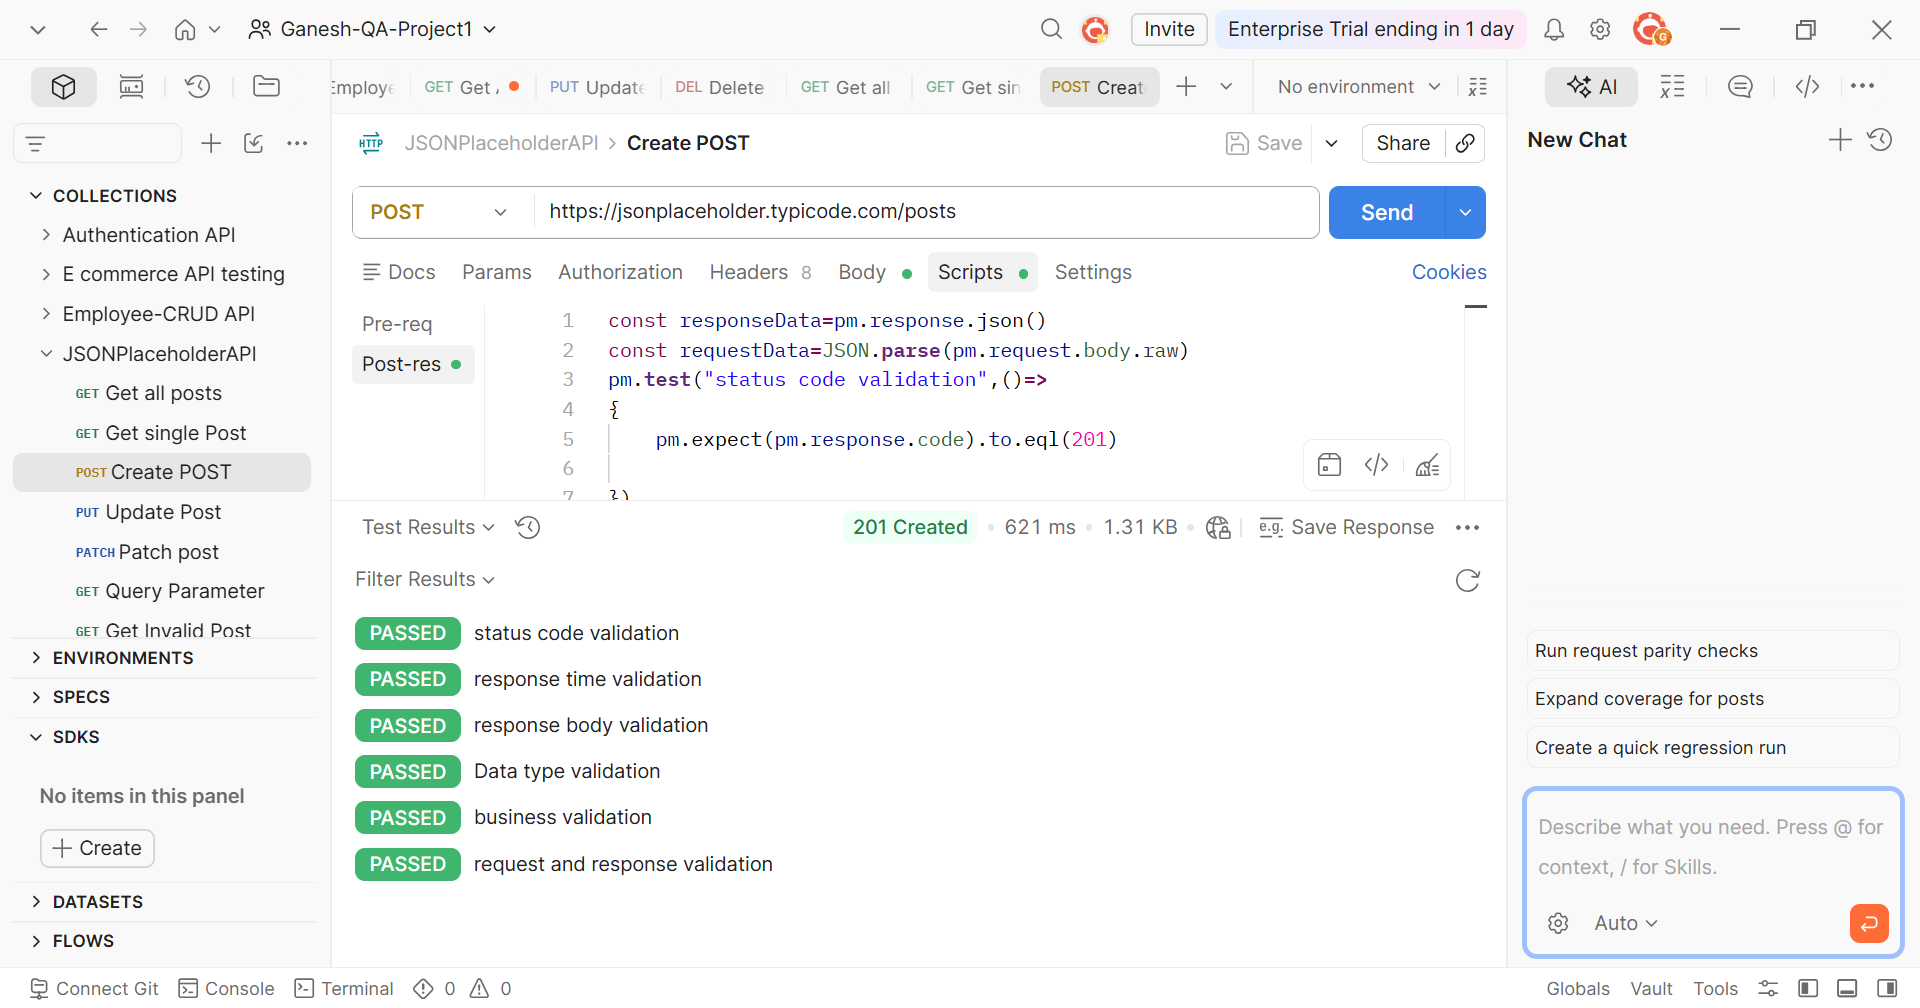 Ganesh-QA-Project1
Invite
Enterprise Trial ending in 1 day
Employe
GET Get
PUT Update
DEL Delete
GET Get all
GET Get sin
POST Creat
No environment
AI
HTTP JSONPlaceholderAPI > Create POST
Save
Share
New Chat
COLLECTIONS
Authentication API
E commerce API testing
Employee-CRUD API
JSONPlaceholderAPI
GET Get all posts
GET Get single Post
POST Create POST
PUT Update Post
PATCH Patch post
GET Query Parameter
GET Get Invalid Post
ENVIRONMENTS
SPECS
SDKS
No items in this panel
+ Create
DATASETS
FLOWS
POST
https://jsonplaceholder.typicode.com/posts
Send
Docs Params Authorization Headers 8 Body Scripts Settings
Cookies
Pre-req
Post-res
1 const responseData=pm.response.json()
2 const requestData=JSON.parse(pm.request.body.raw)
3 pm.test("status code validation",()=>
4 {
5 pm.expect(pm.response.code).to.eql(201)
6
7 })
Test Results
201 Created • 621 ms • 1.31 KB
e.g. Save Response
Filter Results
PASSED status code validation
PASSED response time validation
PASSED response body validation
PASSED Data type validation
PASSED business validation
PASSED request and response validation
Run request parity checks
Expand coverage for posts
Create a quick regression run
Describe what you need. Press @ for
context, / for Skills.
Auto
Connect Git Console Terminal 0 0
Globals Vault Tools